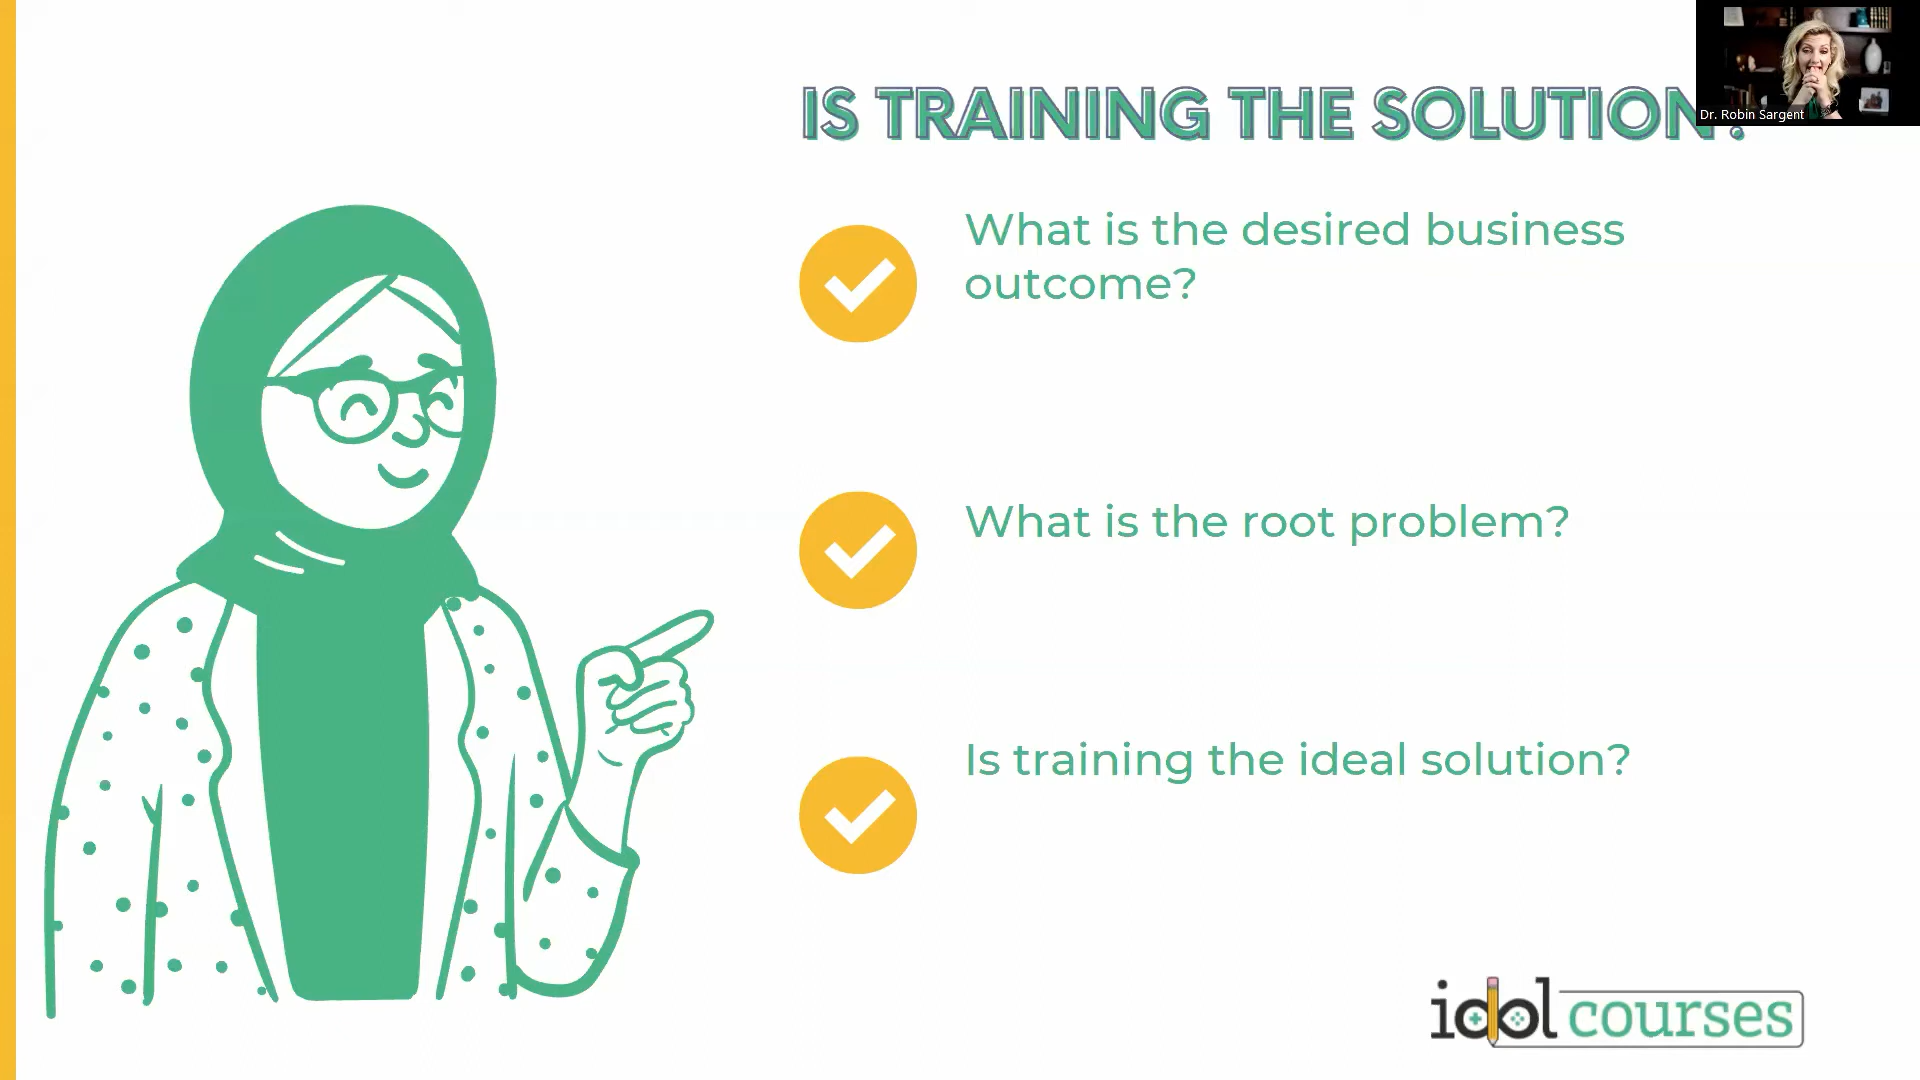 IS TRAINING THE SOLUTION?
Dr. Robin Sargent
What is the desired business
outcome?
What is the root problem?
Is training the ideal solution?
idol courses